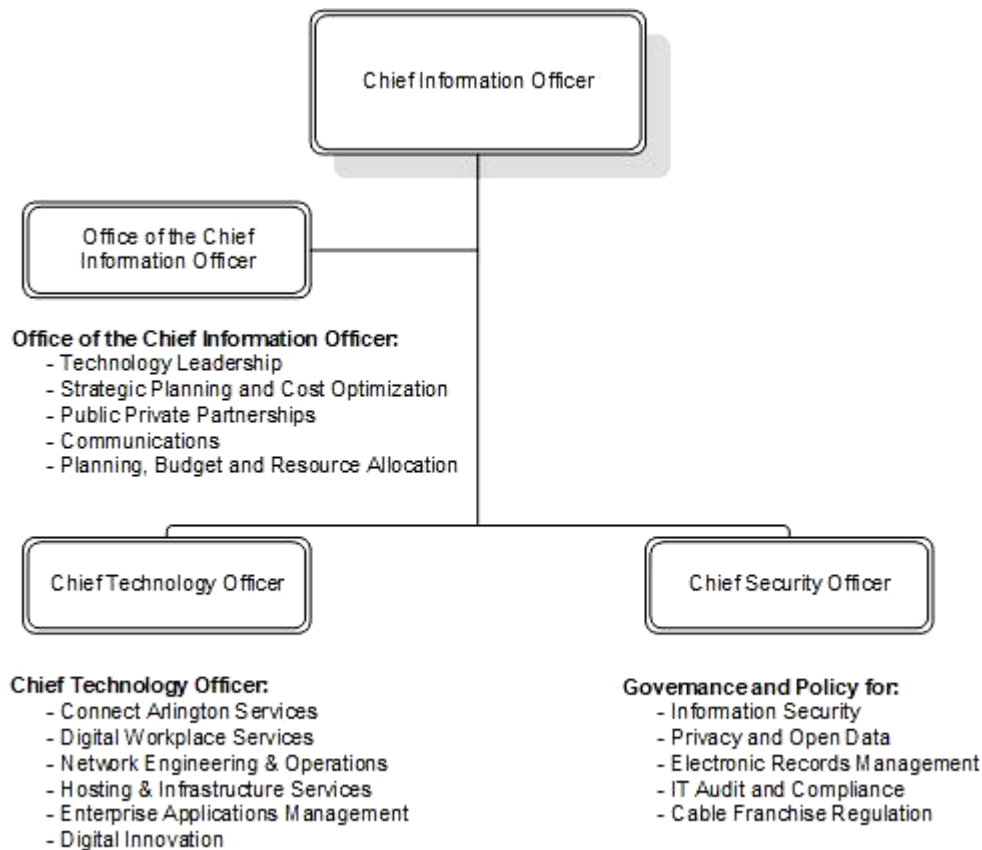 Chief Information Officer
Office of the Chief
Information Officer
Office of the Chief Information Officer:
- Technology Leadership
- Strategic Planning and Cost Optimization
- Public Private Partnerships
- Communications
- Planning, Budget and Resource Allocation
Chief Technology Officer
Chief Security Officer
Chief Technology Officer:
- Connect Arlington Services
- Digital Workplace Services
- Network Engineering & Operations
- Hosting & Infrastructure Services
- Enterprise Applications Management
- Digital Innovation
Governance and Policy for:
- Information Security
- Privacy and Open Data
- Electronic Records Management
- IT Audit and Compliance
- Cable Franchise Regulation